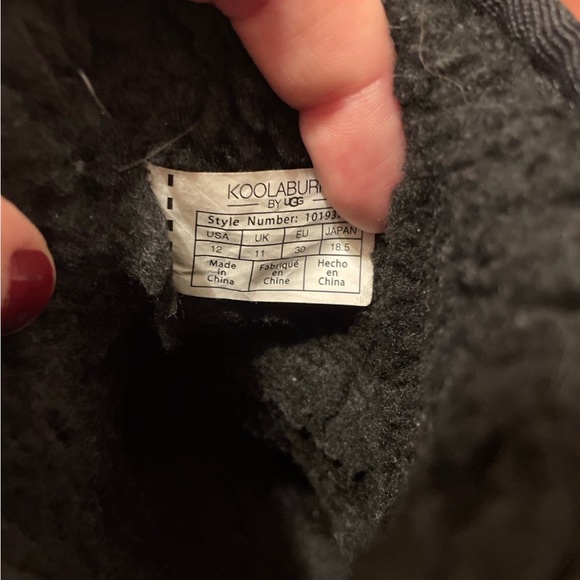 KOOLABUR
BY UGG
Style Number: 10193
USA UK EU JAPAN
12 11 30 18.5
Made in China Fabriqué en Chine Hecho en China